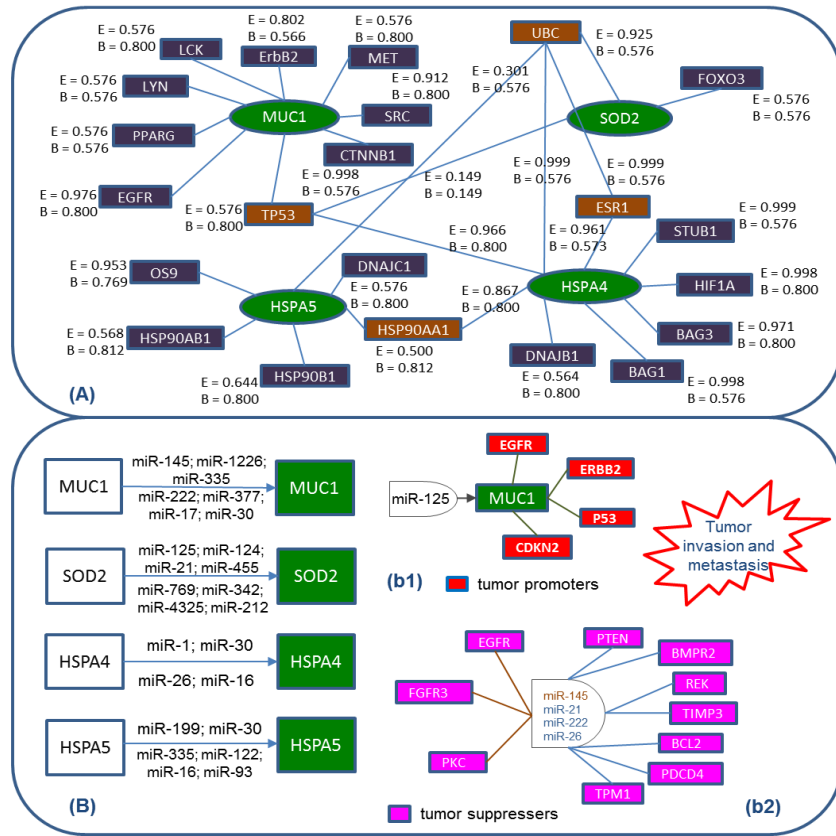 E = 0.576
B = 0.800
LCK
E = 0.802
B = 0.566
ErbB2
E = 0.576
B = 0.800
MET
UBC
E = 0.925
B = 0.576
E = 0.576
B = 0.576
LYN
E = 0.912
B = 0.800
E = 0.301
B = 0.576
FOXO3
E = 0.576
B = 0.576
MUC1
SRC
SOD2
E = 0.576
B = 0.576
PPARG
CTNNB1
E = 0.998
B = 0.576
E = 0.149
B = 0.149
E = 0.999
B = 0.576
E = 0.999
B = 0.576
E = 0.976
B = 0.800
EGFR
E = 0.576
B = 0.800
TP53
ESR1
E = 0.999
B = 0.576
STUB1
E = 0.966
B = 0.800
E = 0.961
B = 0.573
E = 0.953
B = 0.769
OS9
DNAJC1
E = 0.576
B = 0.800
E = 0.867
B = 0.800
HSPA5
HSPA4
HIF1A
E = 0.998
B = 0.800
E = 0.568
B = 0.812
HSP90AB1
HSP90AA1
E = 0.500
B = 0.812
BAG3
E = 0.971
B = 0.800
E = 0.644
B = 0.800
HSP90B1
DNAJB1
E = 0.564
B = 0.800
BAG1
E = 0.998
B = 0.576
(A)
MUC1
miR-145; miR-1226;
miR-335
miR-222; miR-377;
miR-17; miR-30
MUC1
SOD2
miR-125; miR-124;
miR-21; miR-455
miR-769; miR-342;
miR-4325; miR-212
SOD2
HSPA4
miR-1; miR-30
miR-26; miR-16
HSPA4
HSPA5
miR-199; miR-30
miR-335; miR-122;
miR-16; miR-93
HSPA5
(B)
EGFR
ERBB2
miR-125
MUC1
P53
CDKN2
(b1)
tumor promoters
Tumor
invasion and
metastasis
EGFR
PTEN
BMPR2
FGFR3
miR-145
miR-21
miR-222
miR-26
REK
TIMP3
BCL2
PKC
PDCD4
TPM1
tumor suppressers
(b2)